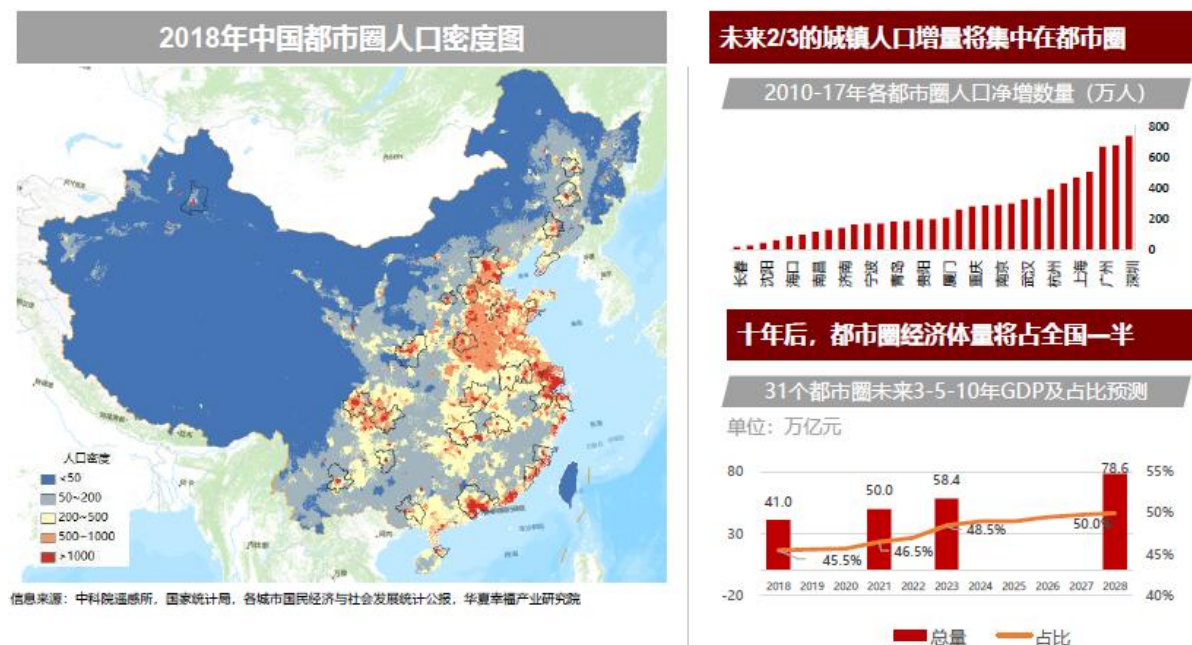 2018年中国都市圈人口密度图
人口密度
<50
50~200
200~500
500~1000
>1000
信息来源：中科院遥感所，国家统计局，各城市国民经济与社会发展统计公报，华夏幸福产业研究院
未来2/3的城镇人口增量将集中在都市圈
2010-17年各都市圈人口净增数量（万人）
800
600
400
200
0
长春 沈阳 海口 南昌 济南 宁波 青岛 贵阳 厦门 重庆 南京 武汉 杭州 上海 广州 深圳
十年后，都市圈经济体量将占全国一半
31个都市圈未来3-5-10年GDP及占比预测
单位：万亿元
80 41.0 50.0 58.4 78.6 55%
50%
30 45.5% 46.5% 48.5% 50.0% 45%
2018 2019 2020 2021 2022 2023 2024 2025 2026 2027 2028
-20 40%
总量 占比